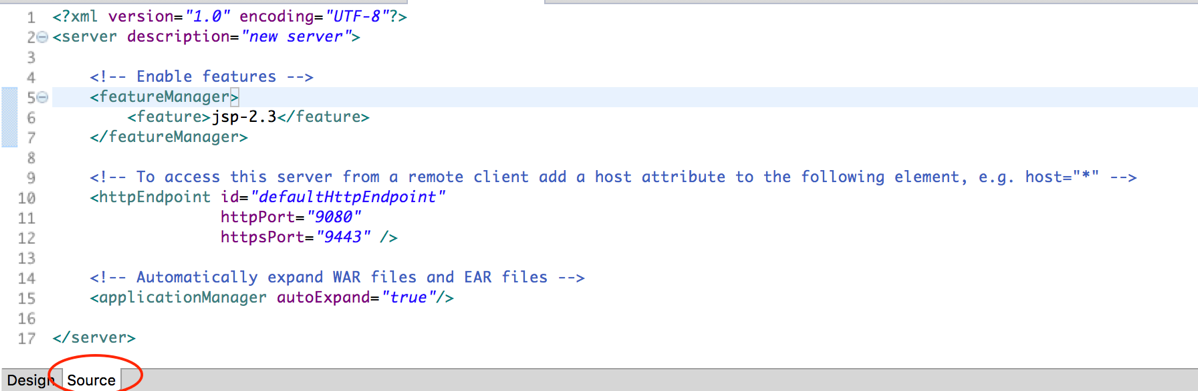 1 <?xml version="1.0" encoding="UTF-8"?>
2 <server description="new server">
3
4     <!-- Enable features -->
5     <featureManager>
6         <feature>jsp-2.3</feature>
7     </featureManager>
8
9     <!-- To access this server from a remote client add a host attribute to the following element, e.g. host="*" -->
10     <httpEndpoint id="defaultHttpEndpoint"
11                   httpPort="9080"
12                   httpsPort="9443" />
13
14     <!-- Automatically expand WAR files and EAR files -->
15     <applicationManager autoExpand="true"/>
16
17 </server>
Design Source